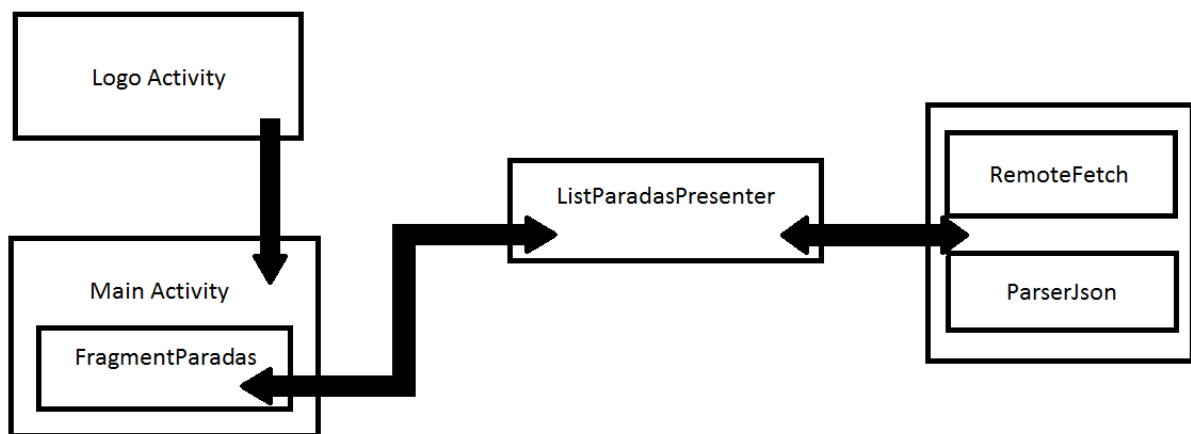 Logo Activity
Main Activity
FragmentParadas
ListParadasPresenter
RemoteFetch
ParserJson